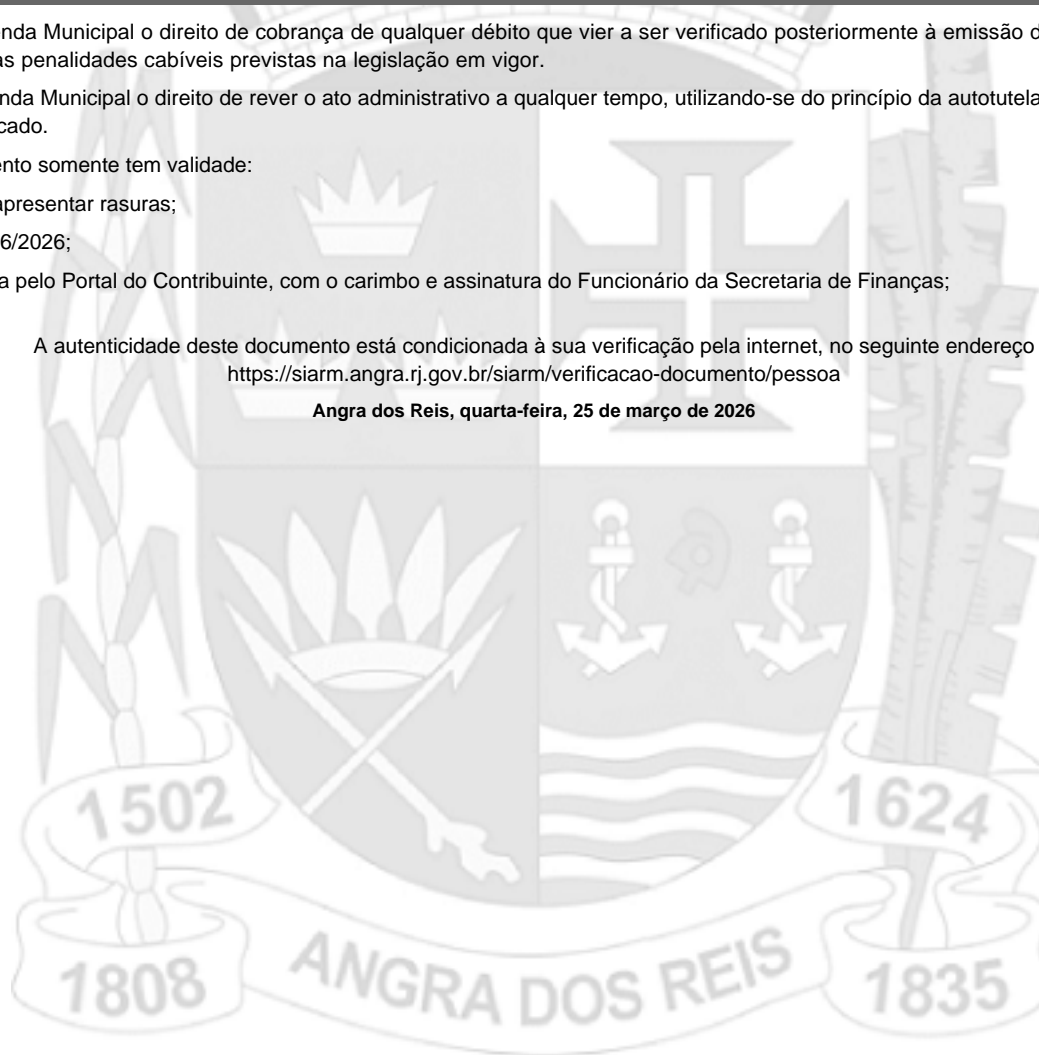 nda Municipal o direito de cobrança de qualquer débito que vier a ser verificado posteriormente à emissão d
as penalidades cabíveis previstas na legislação em vigor.
nda Municipal o direito de rever o ato administrativo a qualquer tempo, utilizando-se do princípio da autotutela
cado.
ento somente tem validade:
apresentar rasuras;
6/2026;
a pelo Portal do Contribuinte, com o carimbo e assinatura do Funcionário da Secretaria de Finanças;
A autenticidade deste documento está condicionada à sua verificação pela internet, no seguinte endereço
https://siarm.angra.rj.gov.br/siarm/verificacao-documento/pessoa
Angra dos Reis, quarta-feira, 25 de março de 2026
1502
1624
1808
ANGRA DOS REIS
1835